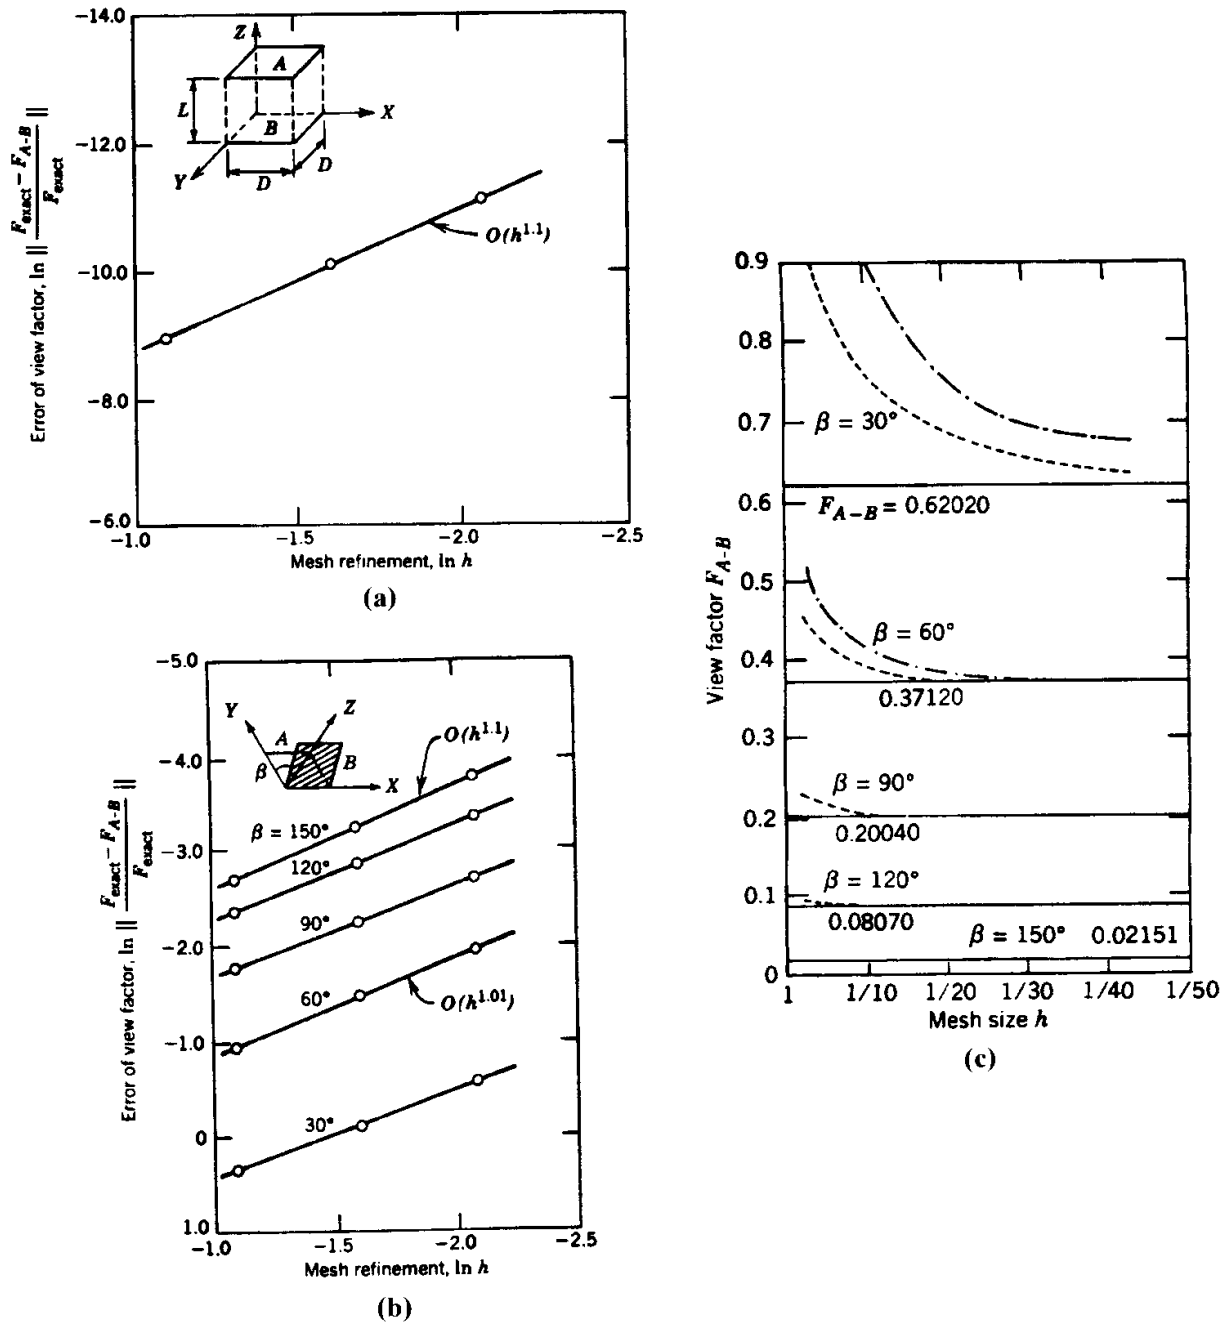 -14.0
-12.0
-10.0
-8.0
-6.0
Error of view factor, ln || F_exact − F_A-B / F_exact ||
Z
A
L
X
B
Y
D
D
O(h^1.1)
-1.0 -1.5 -2.0 -2.5
Mesh refinement, ln h
(a)
-5.0
-4.0
-3.0
-2.0
-1.0
0
1.0
Error of view factor, ln || F_exact − F_A-B / F_exact ||
Y
Z
A
B
β
X
O(h^1.1)
β = 150°
120°
90°
60°
O(h^1.01)
30°
-1.0 -1.5 -2.0 -2.5
Mesh refinement, ln h
(b)
0.9
0.8
0.7
0.6
0.5
0.4
0.3
0.2
0.1
0
View factor F_A-B
β = 30°
F_A-B = 0.62020
β = 60°
0.37120
β = 90°
0.20040
β = 120°
0.08070
β = 150° 0.02151
1 1/10 1/20 1/30 1/40 1/50
Mesh size h
(c)